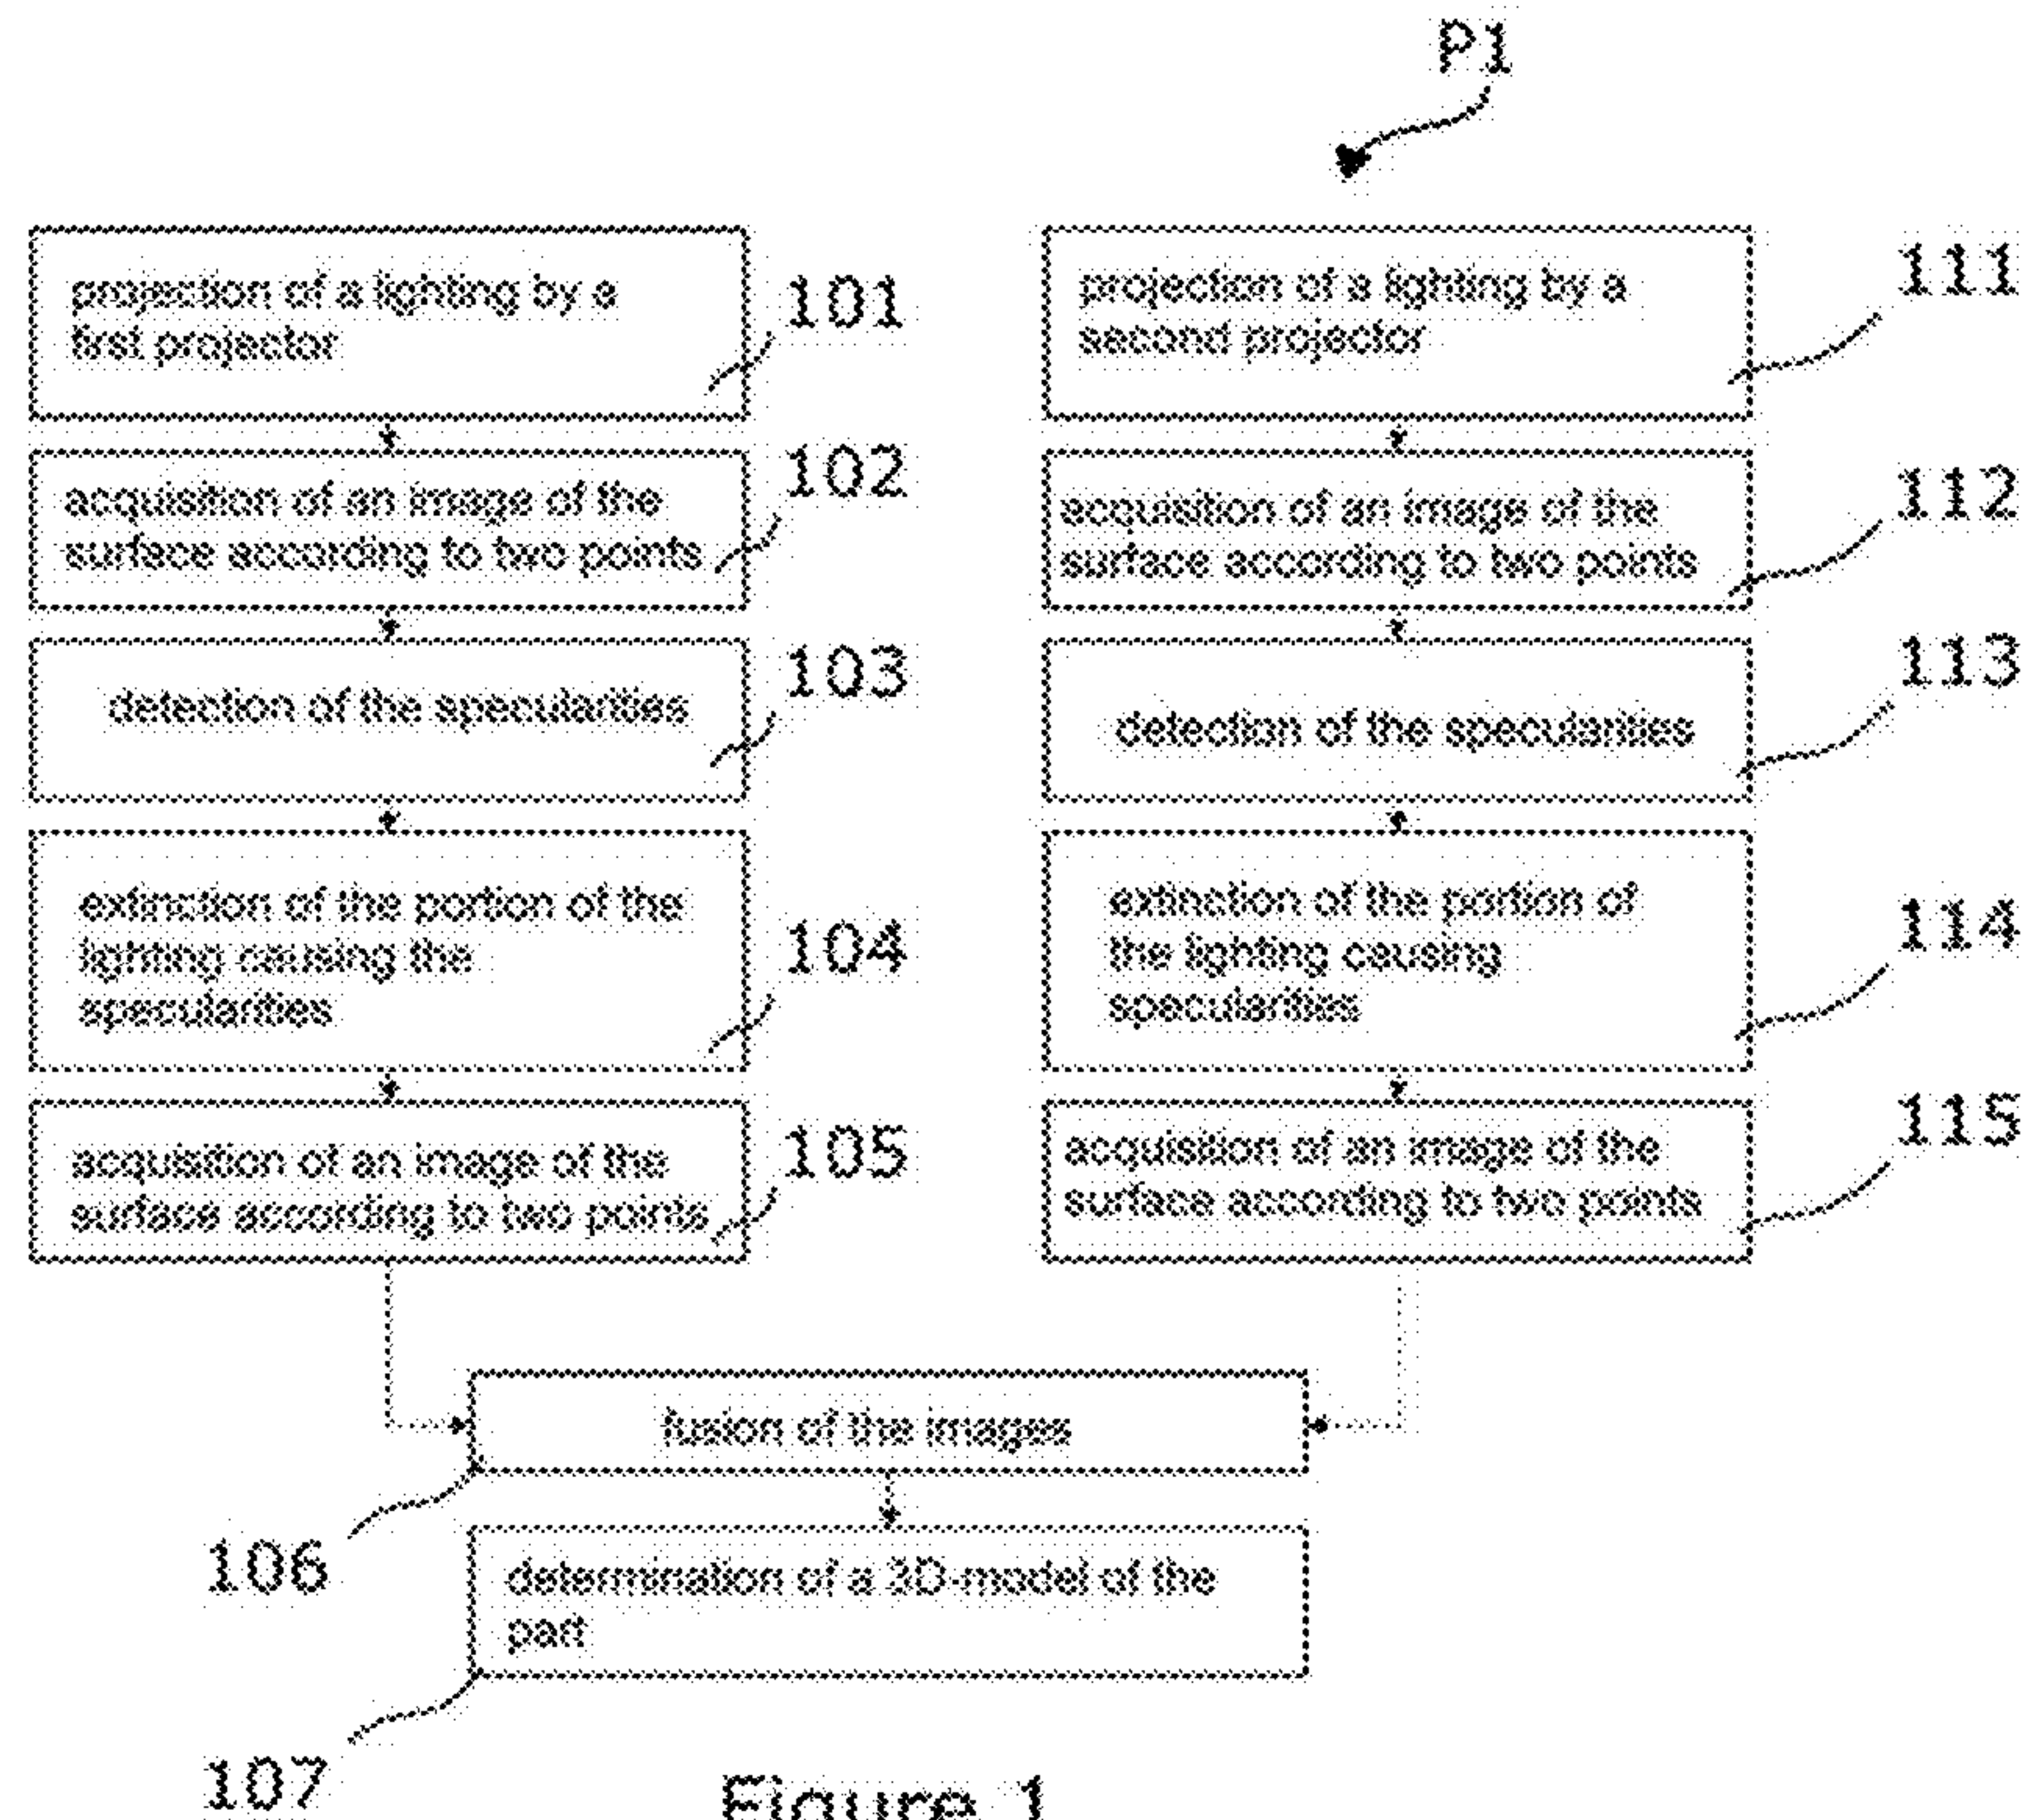 P1
projection of a lighting by a
first projector
101
acquisition of an image of the
surface according to two points
102
detection of the specularities
103
extinction of the portion of the
lighting causing the
specularities
104
acquisition of an image of the
surface according to two points
105
projection of a lighting by a
second projector
111
acquisition of an image of the
surface according to two points
112
detection of the specularities
113
extinction of the portion of
the lighting causing
specularities
114
acquisition of an image of the
surface according to two points
115
fusion of the images
106
determination of a 3D-model of the
part
107
Figure 1